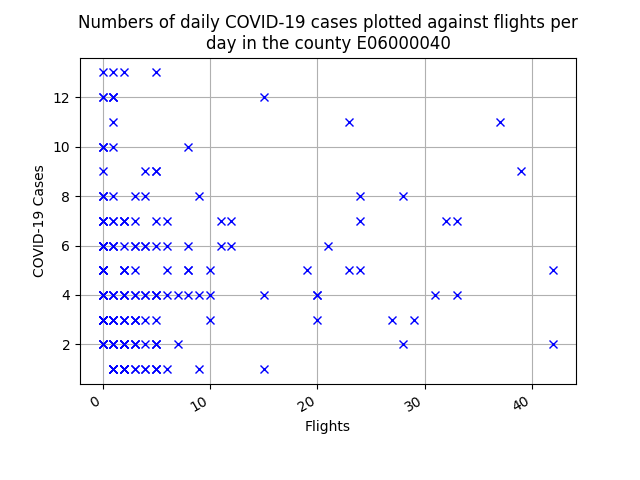 Numbers of daily COVID-19 cases plotted against flights per
day in the county E06000040
12
10
8
6
4
2
COVID-19 Cases
0
10
20
30
40
Flights